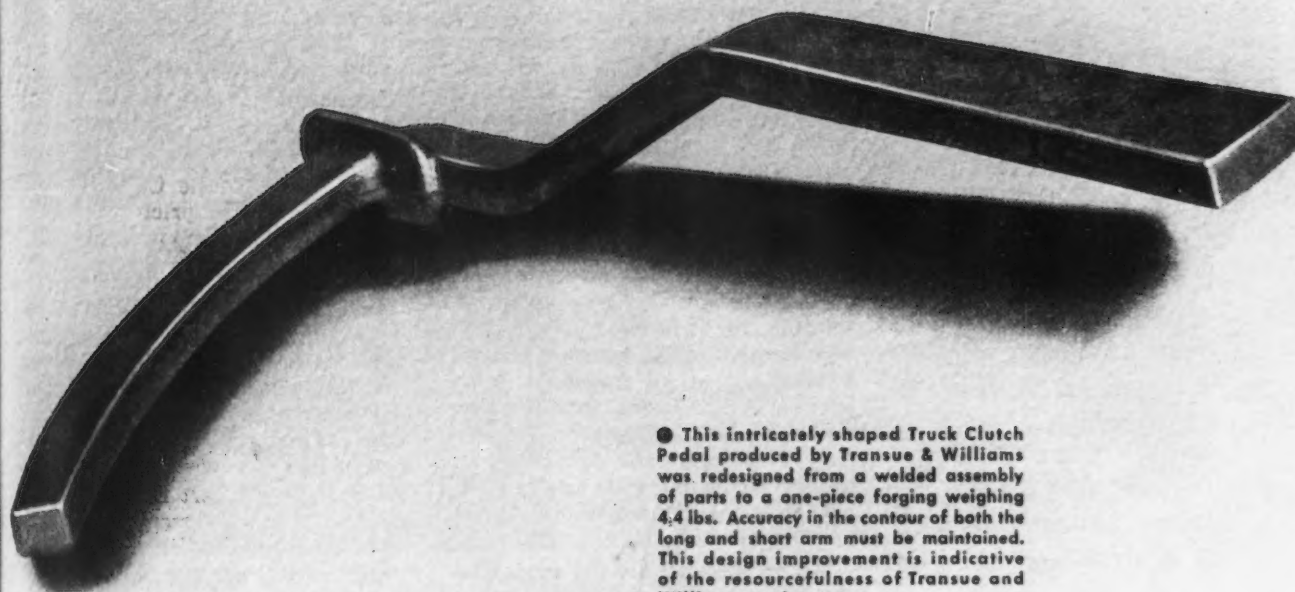 ● This intricately shaped Truck Clutch
Pedal produced by Transue & Williams
was redesigned from a welded assembly
of parts to a one-piece forging weighing
4.4 lbs. Accuracy in the contour of both the
long and short arm must be maintained.
This design improvement is indicative
of the resourcefulness of Transue and